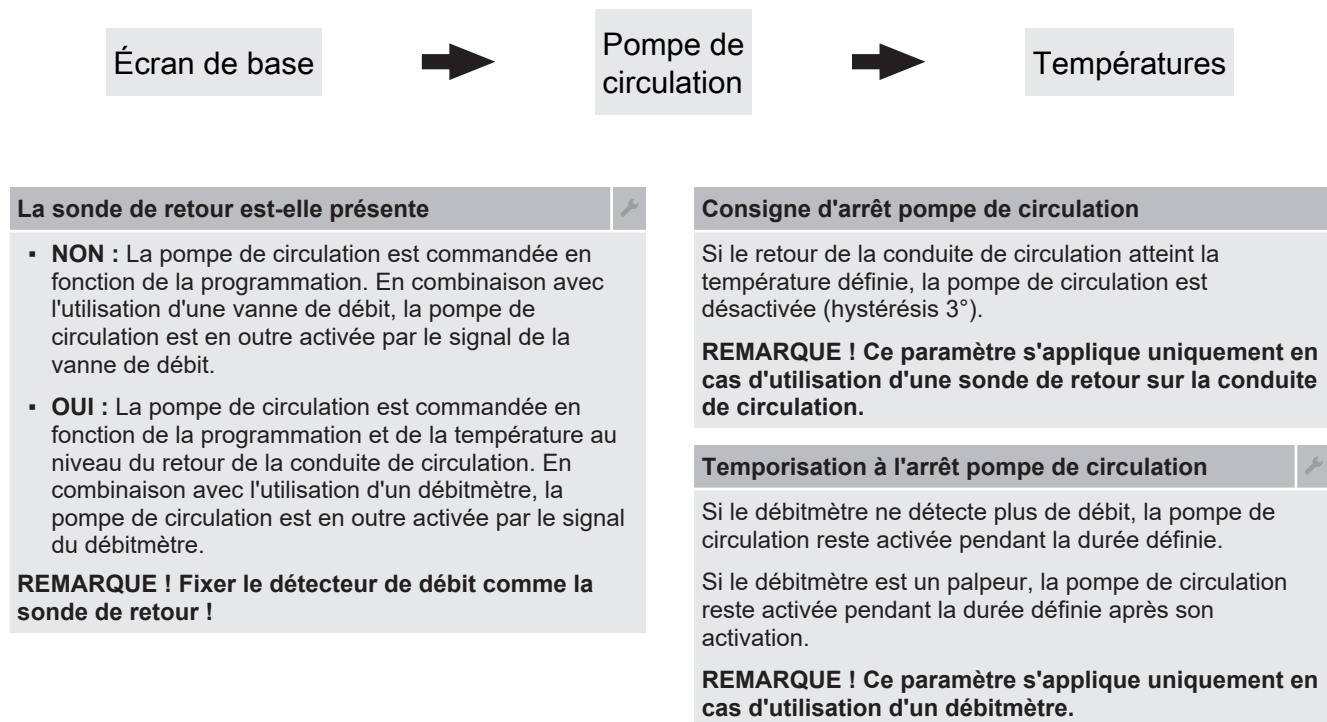 Écran de base
Pompe de
circulation
Températures
La sonde de retour est-elle présente
▪ NON : La pompe de circulation est commandée en
fonction de la programmation. En combinaison avec
l'utilisation d'une vanne de débit, la pompe de
circulation est en outre activée par le signal de la
vanne de débit.
▪ OUI : La pompe de circulation est commandée en
fonction de la programmation et de la température au
niveau du retour de la conduite de circulation. En
combinaison avec l'utilisation d'un débitmètre, la
pompe de circulation est en outre activée par le signal
du débitmètre.
REMARQUE ! Fixer le détecteur de débit comme la
sonde de retour !
Consigne d'arrêt pompe de circulation
Si le retour de la conduite de circulation atteint la
température définie, la pompe de circulation est
désactivée (hystérésis 3°).
REMARQUE ! Ce paramètre s'applique uniquement en
cas d'utilisation d'une sonde de retour sur la conduite
de circulation.
Temporisation à l'arrêt pompe de circulation
Si le débitmètre ne détecte plus de débit, la pompe de
circulation reste activée pendant la durée définie.
Si le débitmètre est un palpeur, la pompe de circulation
reste activée pendant la durée définie après son
activation.
REMARQUE ! Ce paramètre s'applique uniquement en
cas d'utilisation d'un débitmètre.